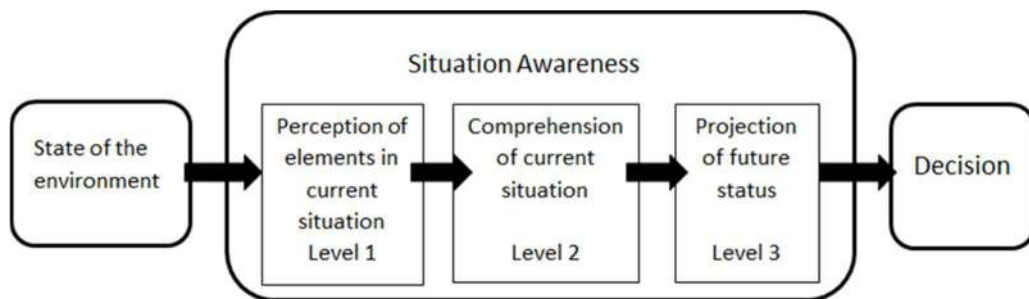 Situation Awareness
State of the
environment
Perception of
elements in
current
situation
Level 1
Comprehension
of current
situation
Level 2
Projection
of future
status
Level 3
Decision